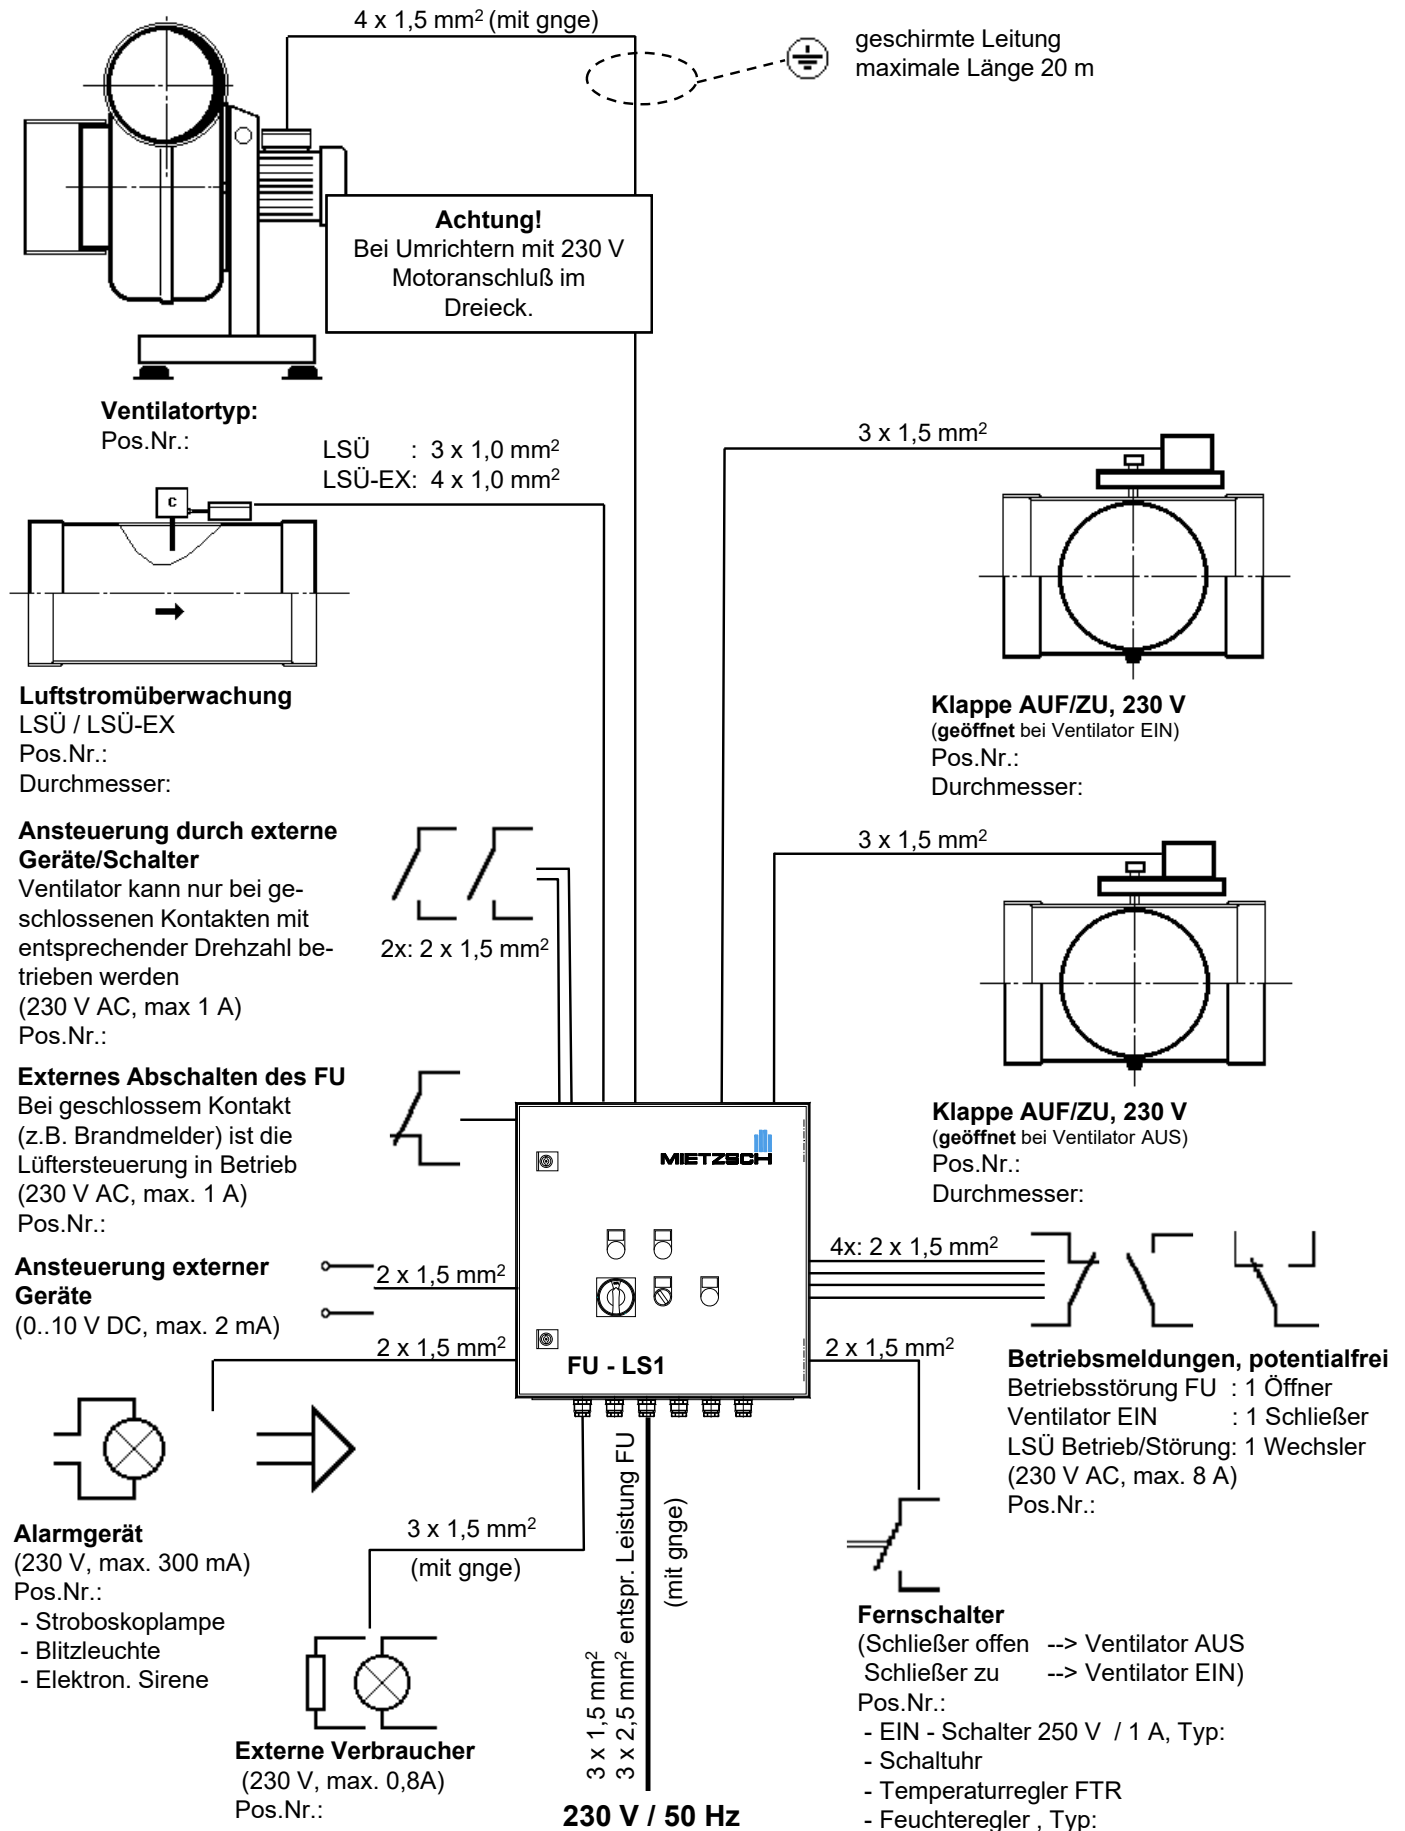 4 x 1,5 mm² (mit gnge)
geschirmte Leitung
maximale Länge 20 m
Achtung!
Bei Umrichtern mit 230 V
Motoranschluß im
Dreieck.
Ventilatortyp:
Pos.Nr.:
LSÜ : 3 x 1,0 mm²
LSÜ-EX: 4 x 1,0 mm²
C
Luftstromüberwachung
LSÜ / LSÜ-EX
Pos.Nr.:
Durchmesser:
3 x 1,5 mm²
Klappe AUF/ZU, 230 V
(geöffnet bei Ventilator EIN)
Pos.Nr.:
Durchmesser:
Ansteuerung durch externe
Geräte/Schalter
Ventilator kann nur bei ge-
schlossenen Kontakten mit
entsprechender Drehzahl be-
trieben werden
(230 V AC, max 1 A)
Pos.Nr.:
2x: 2 x 1,5 mm²
3 x 1,5 mm²
Klappe AUF/ZU, 230 V
(geöffnet bei Ventilator AUS)
Pos.Nr.:
Durchmesser:
Externes Abschalten des FU
Bei geschlossem Kontakt
(z.B. Brandmelder) ist die
Lüftersteuerung in Betrieb
(230 V AC, max. 1 A)
Pos.Nr.:
MIETZSCH
FU - LS1
Ansteuerung externer
Geräte
(0..10 V DC, max. 2 mA)
2 x 1,5 mm²
2 x 1,5 mm²
4x: 2 x 1,5 mm²
Betriebsmeldungen, potentialfrei
Betriebsstörung FU : 1 Öffner
Ventilator EIN : 1 Schließer
LSÜ Betrieb/Störung: 1 Wechsler
(230 V AC, max. 8 A)
Pos.Nr.:
2 x 1,5 mm²
Alarmgerät
(230 V, max. 300 mA)
Pos.Nr.:
- Stroboskoplampe
- Blitzleuchte
- Elektron. Sirene
3 x 1,5 mm²
(mit gnge)
Externe Verbraucher
(230 V, max. 0,8A)
Pos.Nr.:
3 x 1,5 mm²
3 x 2,5 mm² entspr. Leistung FU
(mit gnge)
230 V / 50 Hz
Fernschalter
(Schließer offen --> Ventilator AUS
Schließer zu --> Ventilator EIN)
Pos.Nr.:
- EIN - Schalter 250 V / 1 A, Typ:
- Schaltuhr
- Temperaturregler FTR
- Feuchteregler , Typ: